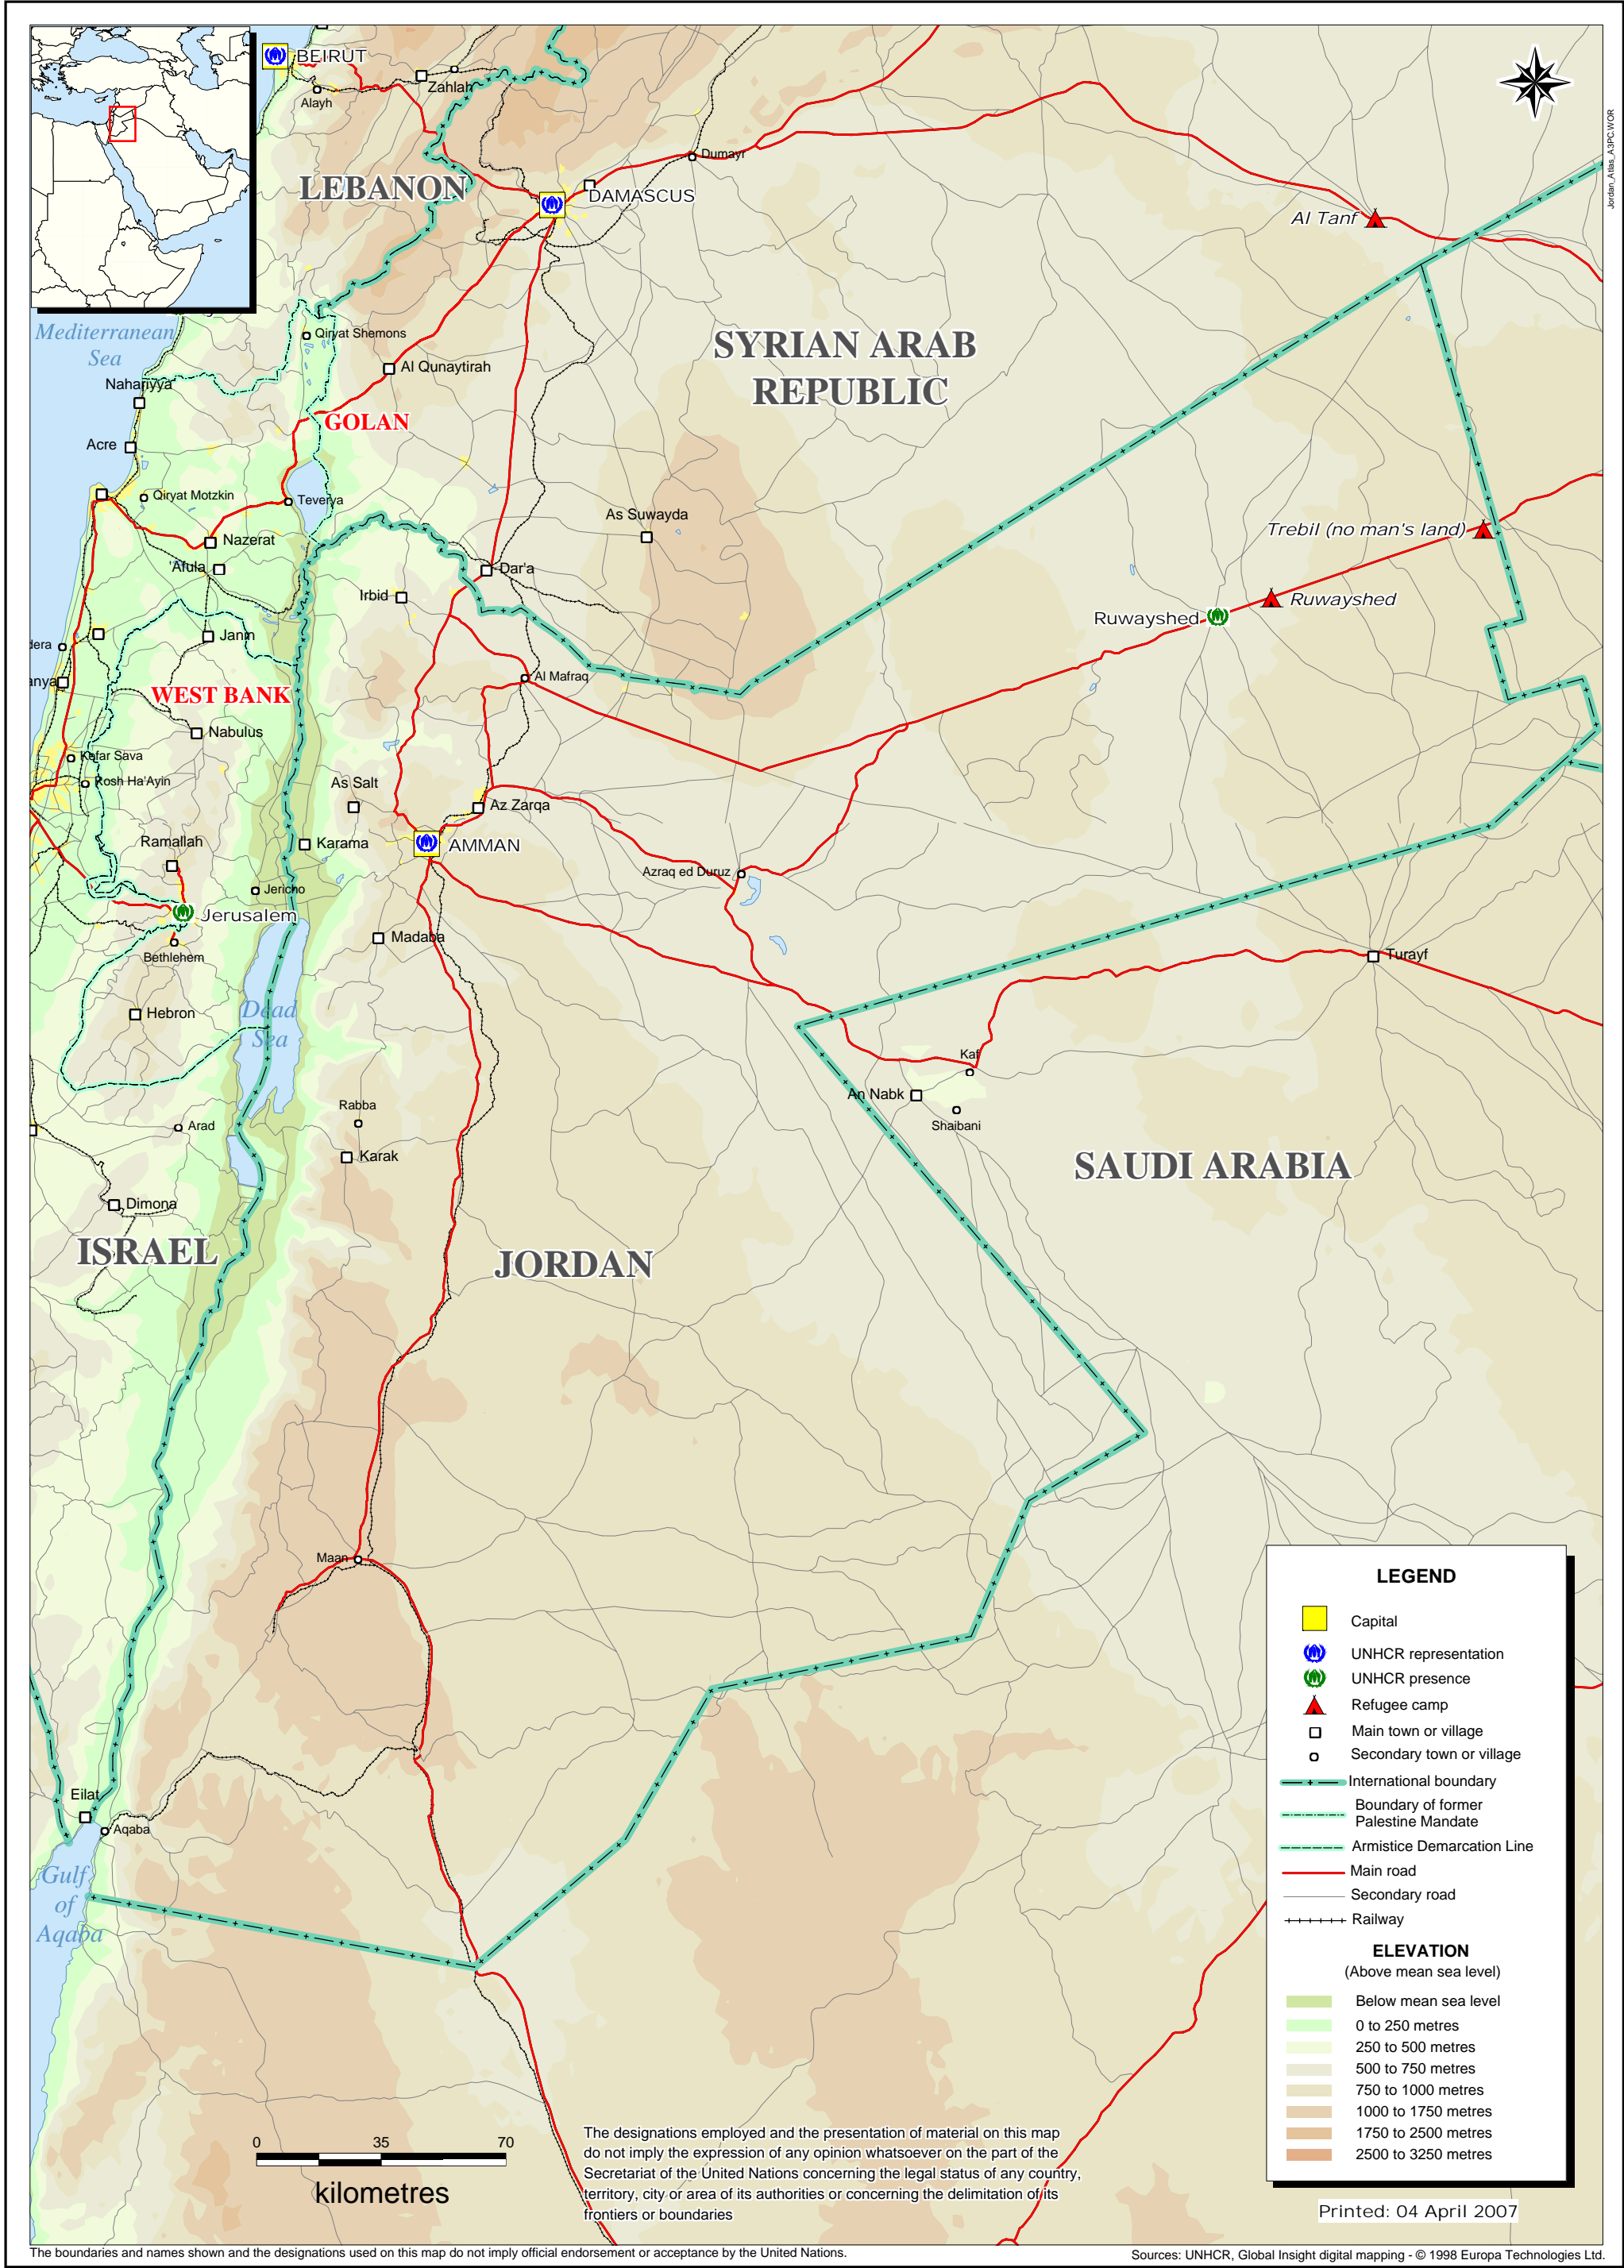 BEIRUT
Zahlah
Alayh
Jordan_Atlas_A3PC.WOR
Dumayr
LEBANON
DAMASCUS
Al Tanf
Mediterranean
Sea
Qiryat Shemons
SYRIAN ARAB
REPUBLIC
Al Qunaytirah
Nahariyya
GOLAN
Acre
Qiryat Motzkin
Teverya
As Suwayda
Trebil (no man's land)
Nazerat
'Afula
Dar'a
Irbid
Ruwayshed
Ruwayshed
Janin
dera
Al Mafraq
anya
WEST BANK
Nabulus
Kefar Sava
Rosh Ha'Ayin
As Salt
Az Zarqa
Ramallah
Karama
AMMAN
Azraq ed Duruz
Jericho
Jerusalem
Madaba
Bethlehem
Turayf
Hebron
Dead
Sea
Kaf
An Nabk
Rabba
Shaibani
Arad
Karak
SAUDI ARABIA
Dimona
ISRAEL
JORDAN
Maan
Eilat
Aqaba
Gulf
of
Aqaba
LEGEND
Capital
UNHCR representation
UNHCR presence
Refugee camp
Main town or village
Secondary town or village
International boundary
Boundary of former
Palestine Mandate
Armistice Demarcation Line
Main road
Secondary road
Railway
ELEVATION
(Above mean sea level)
Below mean sea level
0 to 250 metres
250 to 500 metres
500 to 750 metres
750 to 1000 metres
1000 to 1750 metres
1750 to 2500 metres
2500 to 3250 metres
0 35 70
kilometres
The designations employed and the presentation of material on this map
do not imply the expression of any opinion whatsoever on the part of the
Secretariat of the United Nations concerning the legal status of any country,
territory, city or area of its authorities or concerning the delimitation of its
frontiers or boundaries
Printed: 04 April 2007
The boundaries and names shown and the designations used on this map do not imply official endorsement or acceptance by the United Nations.
Sources: UNHCR, Global Insight digital mapping - © 1998 Europa Technologies Ltd.